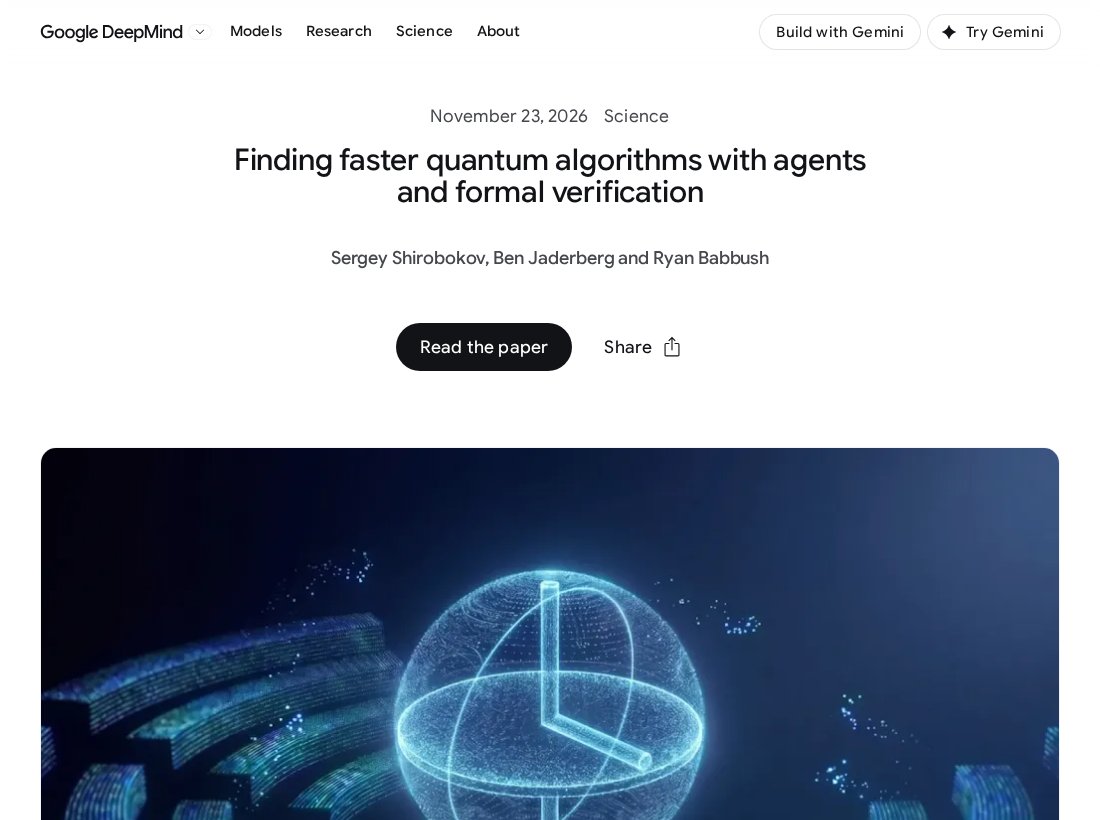 Google DeepMind Models Research Science About Build with Gemini Try Gemini
November 23, 2026 Science
Finding faster quantum algorithms with agents
and formal verification
Sergey Shirobokov, Ben Jaderberg and Ryan Babbush
Read the paper Share